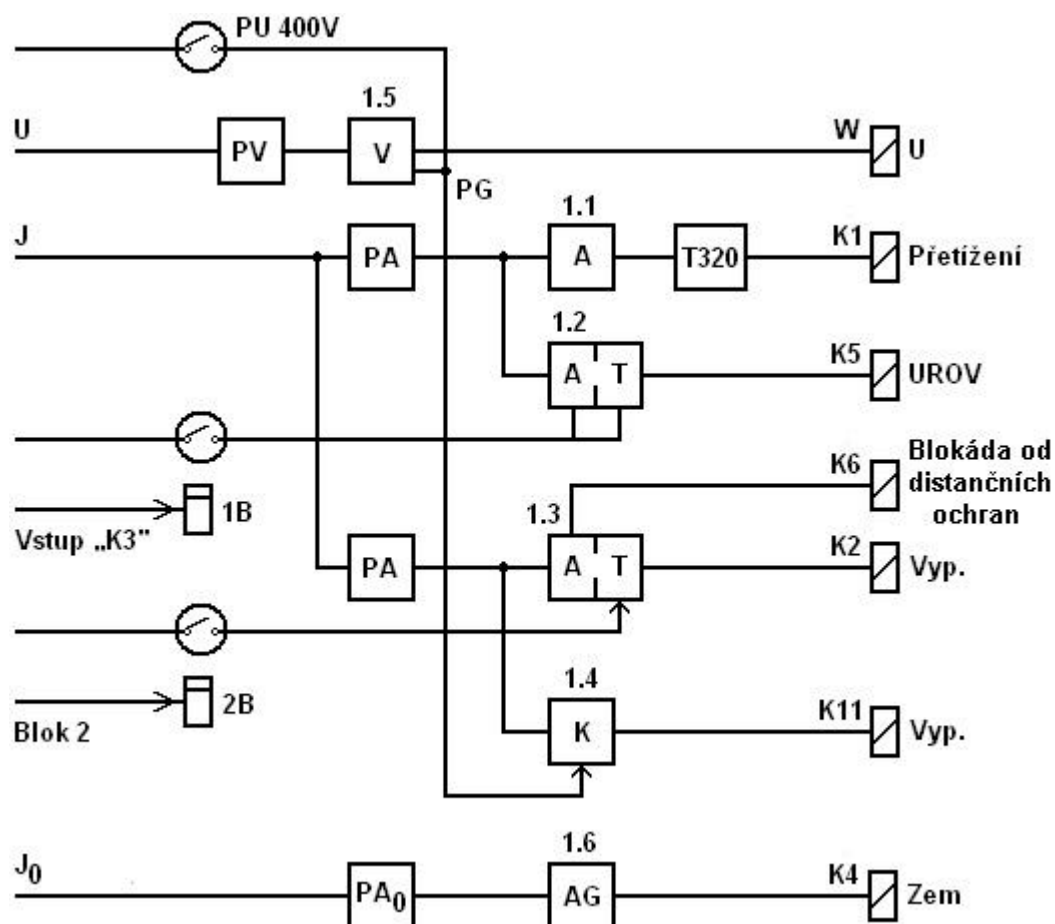 PU 400V
1.5
U
PV
V
W
U
PG
1.1
J
PA
A
T320
K1
Přetížení
1.2
A T
K5
UROV
K6
Blokáda od
distančních
ochran
1B
Vstup „K3”
1.3
PA
A T
K2
Vyp.
2B
Blok 2
1.4
K
K11
Vyp.
1.6
J0
PA0
AG
K4
Zem